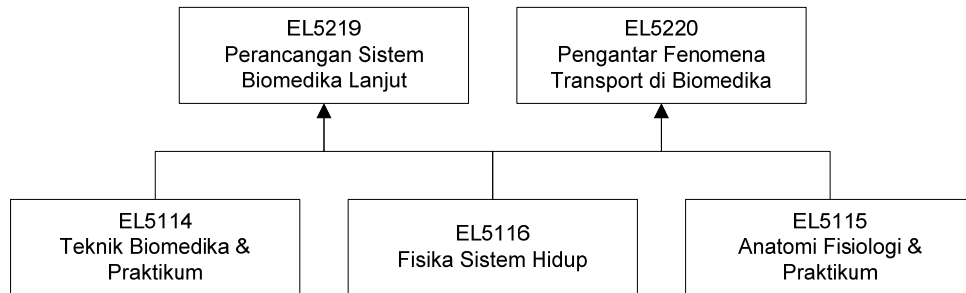 EL5219
Perancangan Sistem
Biomedika Lanjut
EL5220
Pengantar Fenomena
Transport di Biomedika
EL5114
Teknik Biomedika &
Praktikum
EL5116
Fisika Sistem Hidup
EL5115
Anatomi Fisiologi &
Praktikum